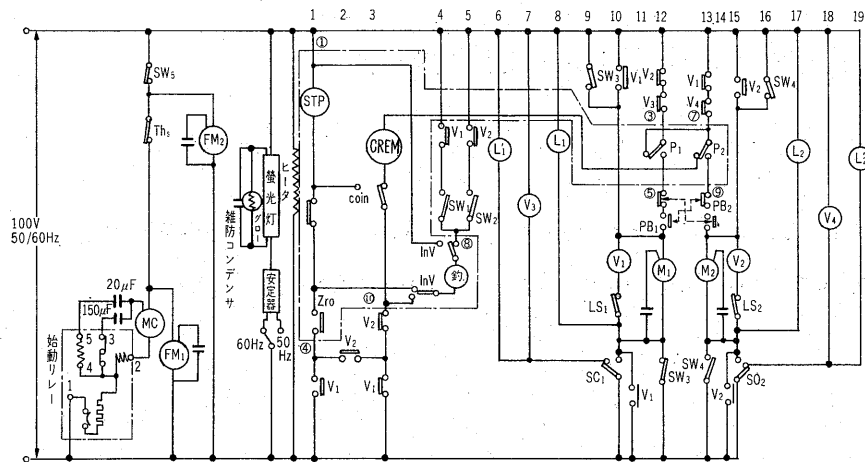 1 2 3 4 5 6 7 8 9 10 11 12 13 14 15 16 17 18 19
①
SW5
Th5
FM2
STP
CREM
V1
V2
SW1
SW2
L1
L1
V3
SW3
V1
V2
V3
③
V1
V4
⑦
V2
SW4
P1
P2
⑤
⑨
PB1
PB2
L2
V4
L2
100V
50/60Hz
雑防コンデンサ
グロー
螢光灯
ヒータ
安定器
60Hz
50Hz
coin
InV
InV
⑧
釣
⑩
Zro
④
V2
V2
V1
V1
V1
M1
M2
V2
LS1
LS2
SC1
V1
SW3
SW4
V2
SO2
20μF
150μF
MC
FM1
始動リレー
5
3
2
4
1